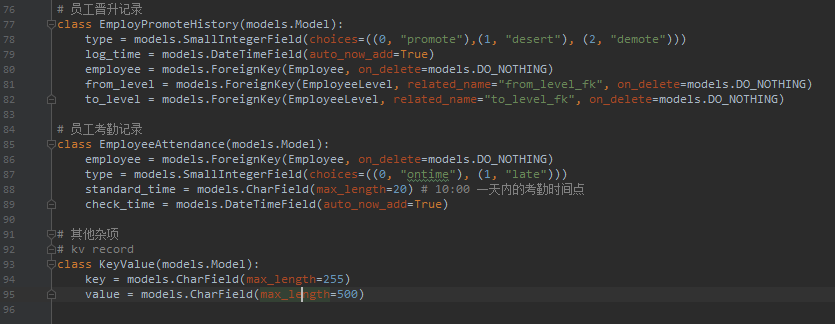 76 # 员工晋升记录
77 class EmployPromoteHistory(models.Model):
78 type = models.SmallIntegerField(choices=((0, "promote"),(1, "desert"), (2, "demote")))
79 log_time = models.DateTimeField(auto_now_add=True)
80 employee = models.ForeignKey(Employee, on_delete=models.DO_NOTHING)
81 from_level = models.ForeignKey(EmployeeLevel, related_name="from_level_fk", on_delete=models.DO_NOTHING)
82 to_level = models.ForeignKey(EmployeeLevel, related_name="to_level_fk", on_delete=models.DO_NOTHING)
83
84 # 员工考勤记录
85 class EmployeeAttendance(models.Model):
86 employee = models.ForeignKey(Employee, on_delete=models.DO_NOTHING)
87 type = models.SmallIntegerField(choices=((0, "ontime"), (1, "late")))
88 standard_time = models.CharField(max_length=20) # 10:00 一天内的考勤时间点
89 check_time = models.DateTimeField(auto_now_add=True)
90
91 # 其他杂项
92 # kv record
93 class KeyValue(models.Model):
94 key = models.CharField(max_length=255)
95 value = models.CharField(max_length=500)
96